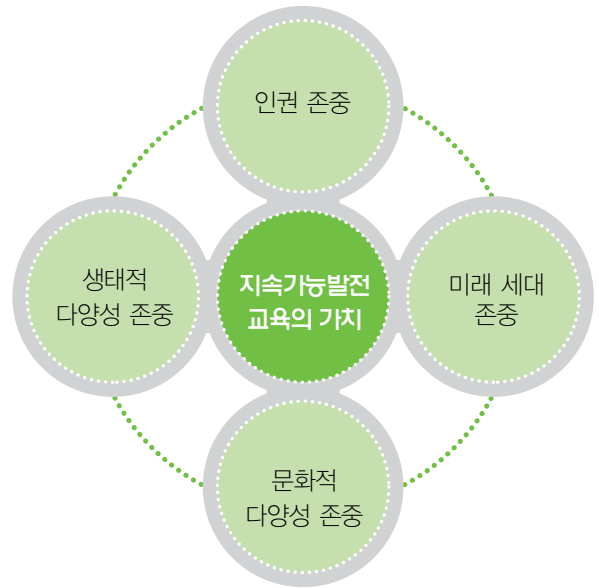 인권 존중
생태적
다양성 존중
지속가능발전
교육의 가치
미래 세대
존중
문화적
다양성 존중